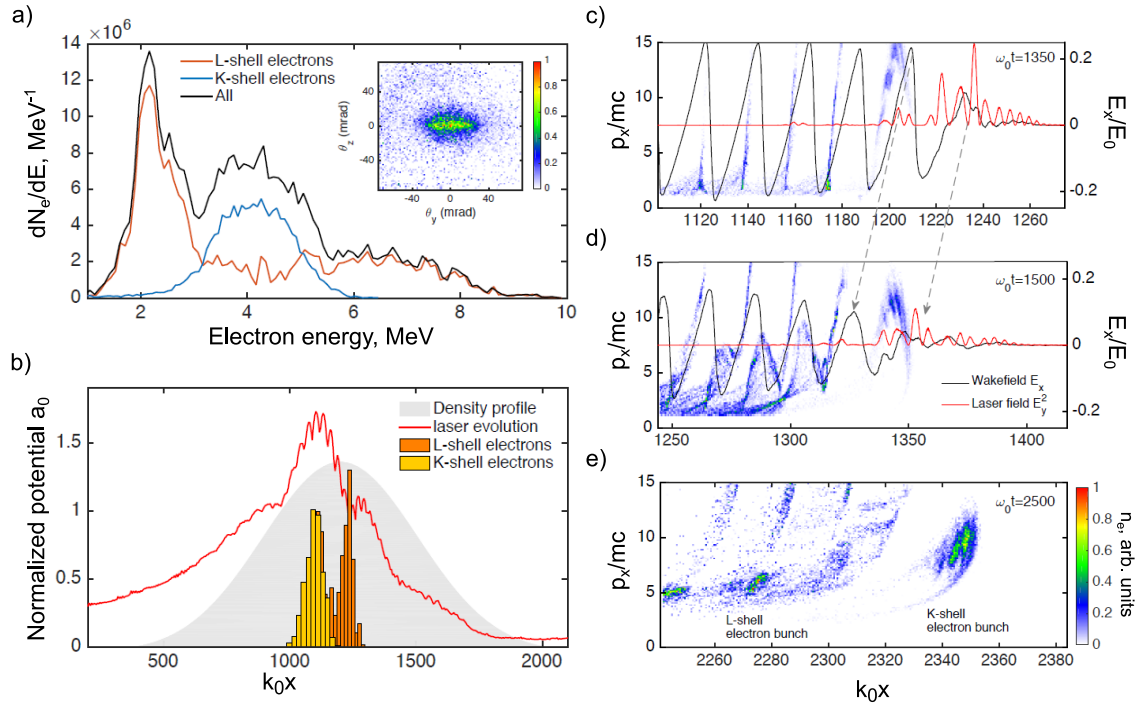 a)
×10⁶
dNₑ/dE, MeV⁻¹
14
12
10
8
6
4
2
0
L-shell electrons
K-shell electrons
All
θ_z (mrad)
40
0
-40
-40 0 40
θ_y (mrad)
1
0.8
0.6
0.4
0.2
0
2 4 6 8 10
Electron energy, MeV
b)
Normalized potential a₀
1.5
1
0.5
0
Density profile
laser evolution
L-shell electrons
K-shell electrons
500 1000 1500 2000
k₀x
c)
pₓ/mc
15
10
5
0
ω₀t=1350
0.2
0
-0.2
Eₓ/E₀
1120 1140 1160 1180 1200 1220 1240 1260
d)
pₓ/mc
15
10
5
0
ω₀t=1500
0.2
0
-0.2
Eₓ/E₀
Wakefield Eₓ
Laser field E_y²
1250 1300 1350 1400
e)
pₓ/mc
15
10
5
0
ω₀t=2500
L-shell
electron bunch
K-shell
electron bunch
1
0.8
0.6
0.4
0.2
0
nₑ, arb. units
2260 2280 2300 2320 2340 2360 2380
k₀x